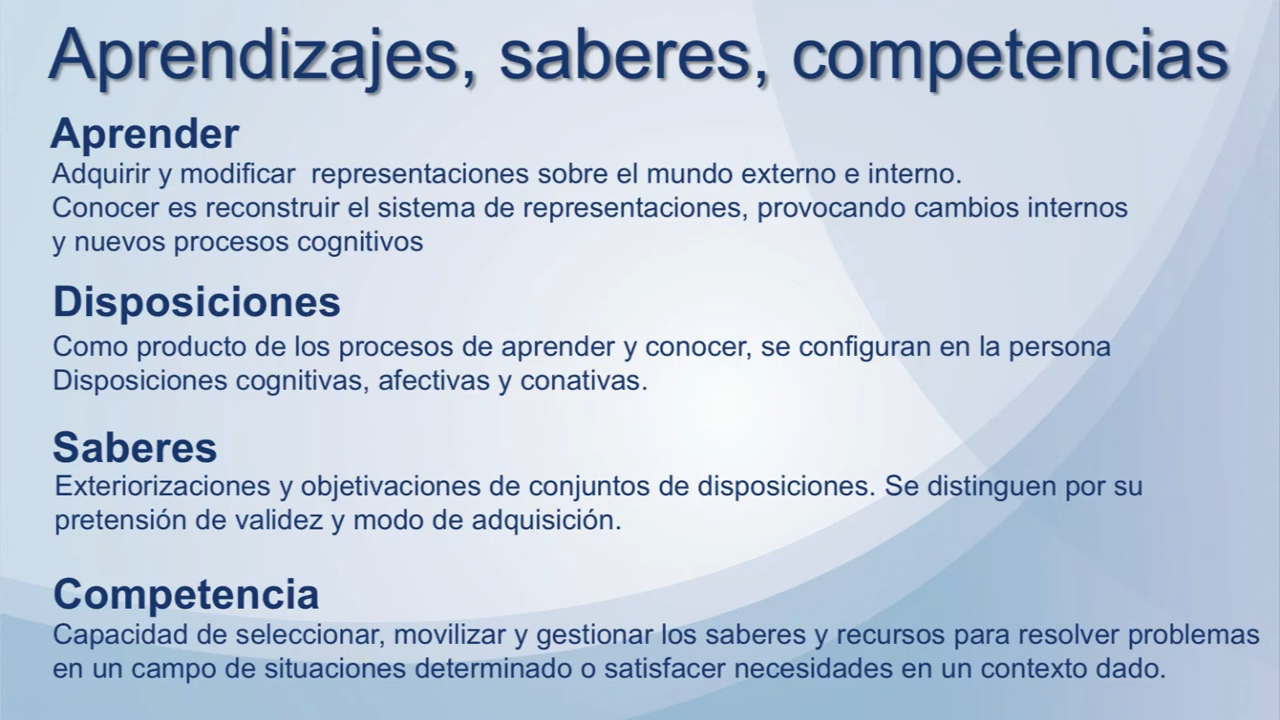 Aprendizajes, saberes, competencias
Aprender
Adquirir y modificar  representaciones sobre el mundo externo e interno.
Conocer es reconstruir el sistema de representaciones, provocando cambios internos
y nuevos procesos cognitivos
Disposiciones
Como producto de los procesos de aprender y conocer, se configuran en la persona
Disposiciones cognitivas, afectivas y conativas.
Saberes
Exteriorizaciones y objetivaciones de conjuntos de disposiciones. Se distinguen por su
pretensión de validez y modo de adquisición.
Competencia
Capacidad de seleccionar, movilizar y gestionar los saberes y recursos para resolver problemas
en un campo de situaciones determinado o satisfacer necesidades en un contexto dado.